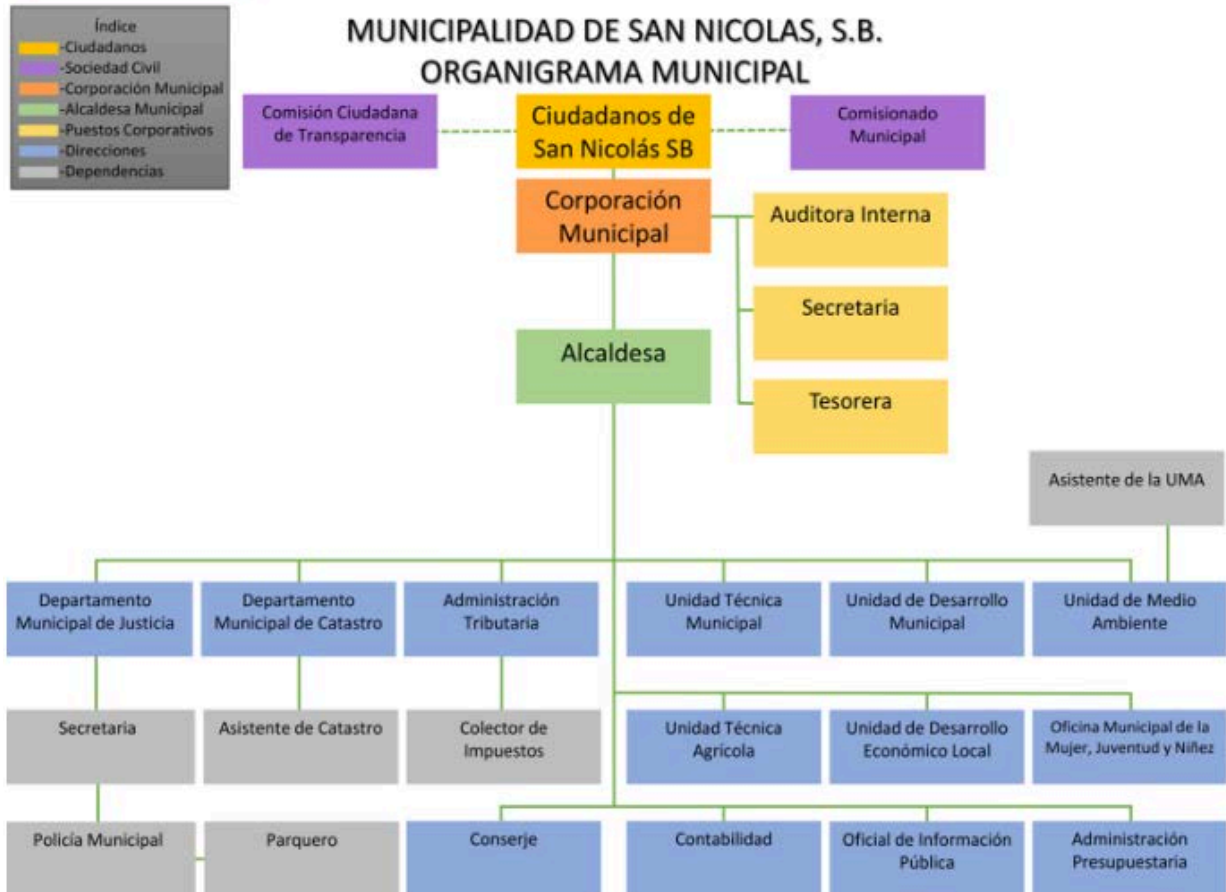 Índice
-Ciudadanos
-Sociedad Civil
-Corporación Municipal
-Alcaldesa Municipal
-Puestos Corporativos
-Direcciones
-Dependencias
MUNICIPALIDAD DE SAN NICOLAS, S.B.
ORGANIGRAMA MUNICIPAL
Comisión Ciudadana
de Transparencia
Ciudadanos de
San Nicolás SB
Comisionado
Municipal
Corporación
Municipal
Auditora Interna
Secretaria
Alcaldesa
Tesorera
Asistente de la UMA
Departamento
Municipal de Justicia
Departamento
Municipal de Catastro
Administración
Tributaria
Unidad Técnica
Municipal
Unidad de Desarrollo
Municipal
Unidad de Medio
Ambiente
Secretaria
Asistente de Catastro
Colector de
Impuestos
Unidad Técnica
Agrícola
Unidad de Desarrollo
Económico Local
Oficina Municipal de la
Mujer, Juventud y Niñez
Policía Municipal
Parquero
Conserje
Contabilidad
Oficial de Información
Pública
Administración
Presupuestaria